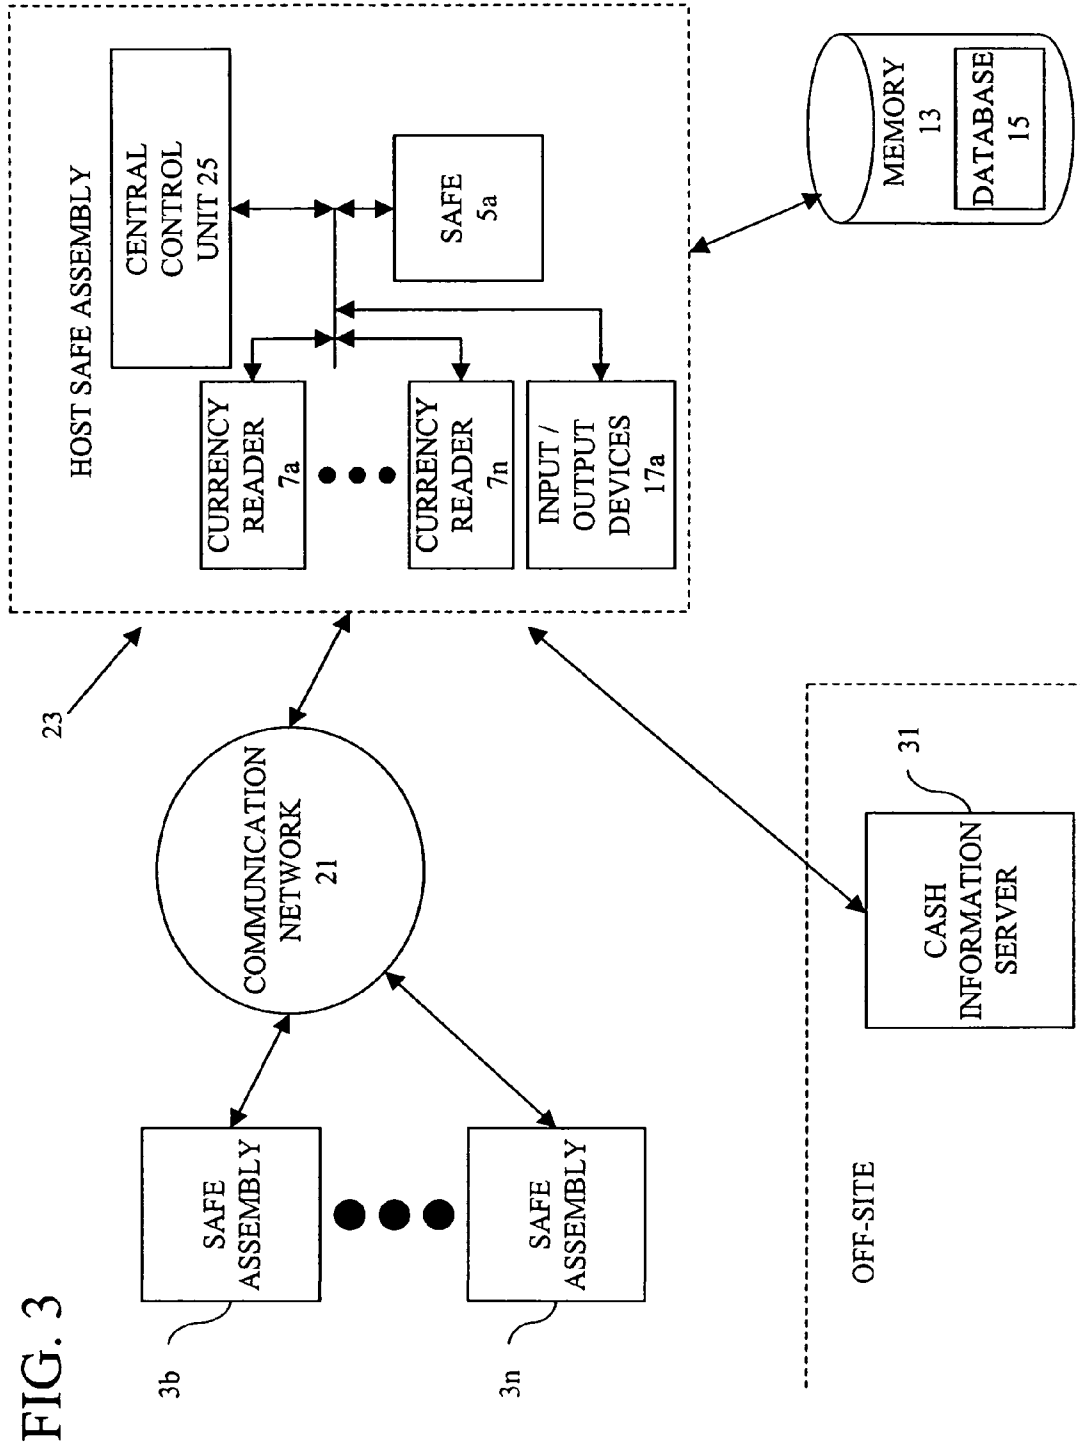 FIG. 3
3b
SAFE
ASSEMBLY
3n
SAFE
ASSEMBLY
COMMUNICATION
NETWORK
21
23
HOST SAFE ASSEMBLY
CENTRAL
CONTROL
UNIT 25
CURRENCY
READER
7a
CURRENCY
READER
7n
INPUT /
OUTPUT
DEVICES
17a
SAFE
5a
MEMORY
13
DATABASE
15
OFF-SITE
CASH
INFORMATION
SERVER
31